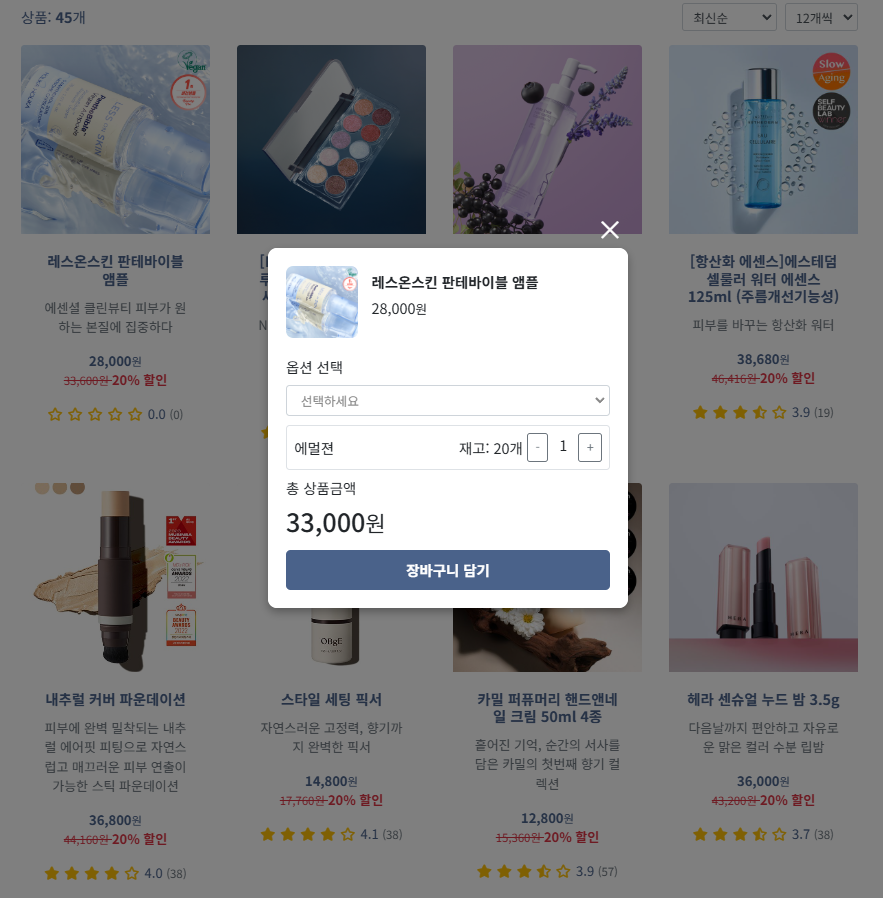 상품: 45개
최신순
12개씩
Vegan
LESS on SKIN
PantheBible™
Slow
Aging
SELF
BEAUTY
LAB
레스온스킨 판테바이블
앰플
에센셜 클린뷰티 피부가 원
하는 본질에 집중하다
28,000원
33,600원 20% 할인
0.0 (0)
[항산화 에센스]에스테덤
셀룰러 워터 에센스
125ml (주름개선기능성)
피부를 바꾸는 항산화 워터
38,680원
46,416원 20% 할인
3.9 (19)
레스온스킨 판테바이블 앰플
28,000원
옵션 선택
선택하세요
에멀젼
재고: 20개 - 1 +
총 상품금액
33,000원
장바구니 담기
OBgE
HERA
HERA
내추럴 커버 파운데이션
피부에 완벽 밀착되는 내추
럴 에어핏 피팅으로 자연스
럽고 매끄러운 피부 연출이
가능한 스틱 파운데이션
36,800원
44,160원 20% 할인
4.0 (38)
스타일 세팅 픽서
자연스러운 고정력, 향기까
지 완벽한 픽서
14,800원
17,760원 20% 할인
4.1 (38)
카밀 퍼퓨머리 핸드앤네
일 크림 50ml 4종
흩어진 기억, 순간의 서사를
담은 카밀의 첫번째 향기 컬
렉션
12,800원
15,360원 20% 할인
3.9 (57)
헤라 센슈얼 누드 밤 3.5g
다음날까지 편안하고 자유로
운 맑은 컬러 수분 립밤
36,000원
43,200원 20% 할인
3.7 (38)